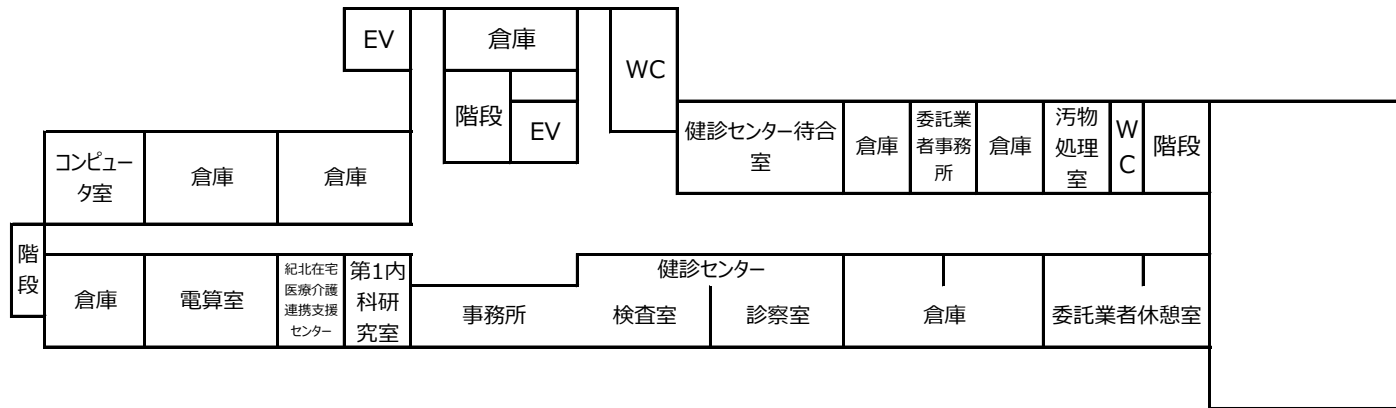 EV
倉庫
WC
階段
EV
健診センター待合
室
倉庫
委託業
者事務
所
倉庫
汚物
処理
室
W
C
階段
コンピュー
タ室
倉庫
倉庫
階
段
倉庫
電算室
紀北在宅
医療介護
連携支援
センター
第1内
科研
究室
事務所
健診センター
検査室
診察室
倉庫
委託業者休憩室